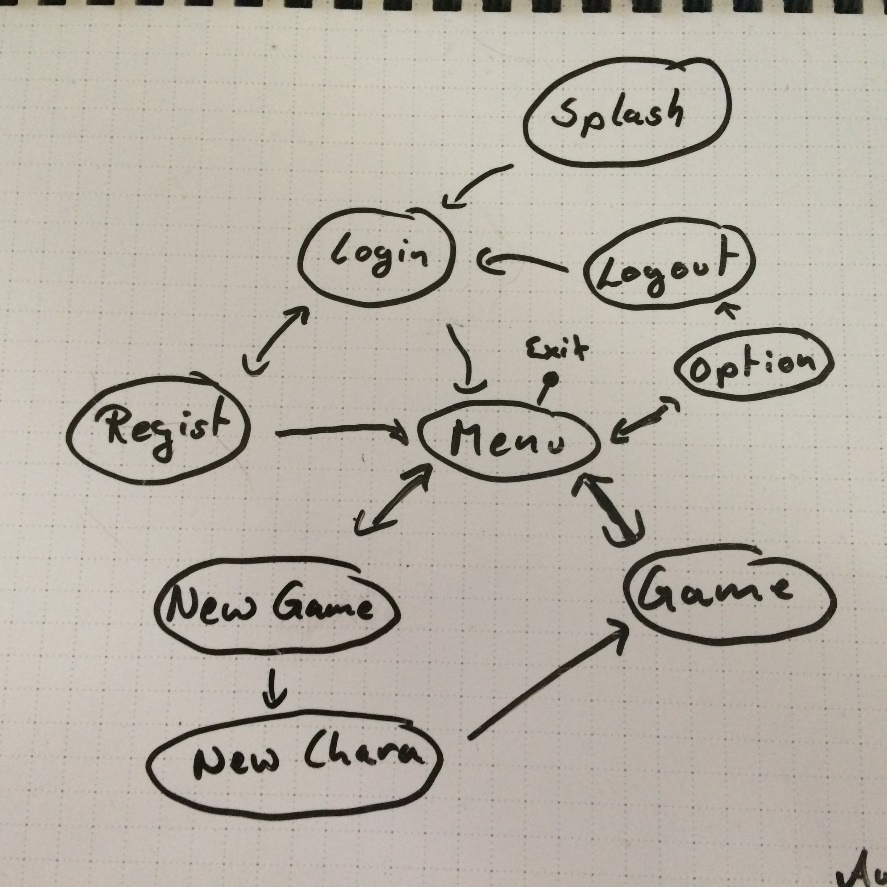 Splash
Login
Logout
Exit
Option
Regist
Menu
New Game
Game
New Chara